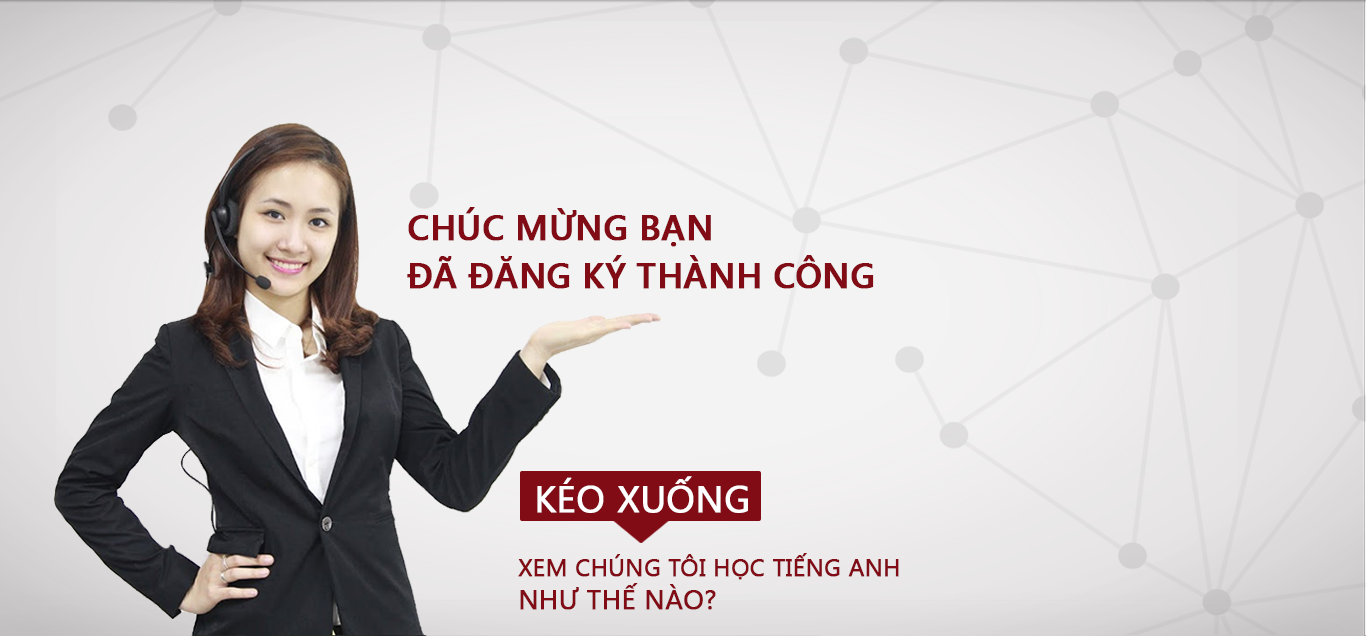 CHÚC MỪNG BẠN
ĐÃ ĐĂNG KÝ THÀNH CÔNG
KÉO XUỐNG
XEM CHÚNG TÔI HỌC TIẾNG ANH
NHƯ THẾ NÀO?